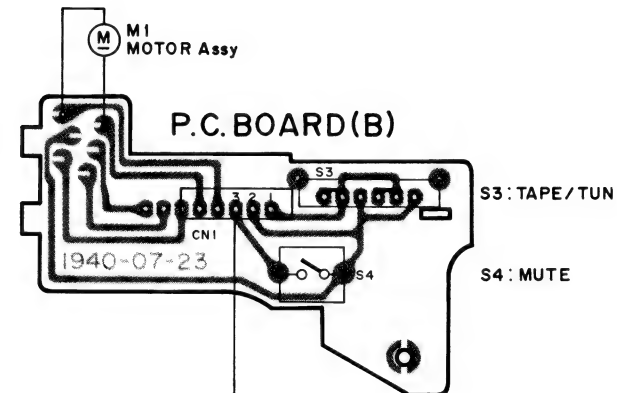 M
M1
MOTOR Assy
P.C. BOARD(B)
S3
S3: TAPE/TUN
3 2 1
CN1
1940-07-23
S4
S4: MUTE